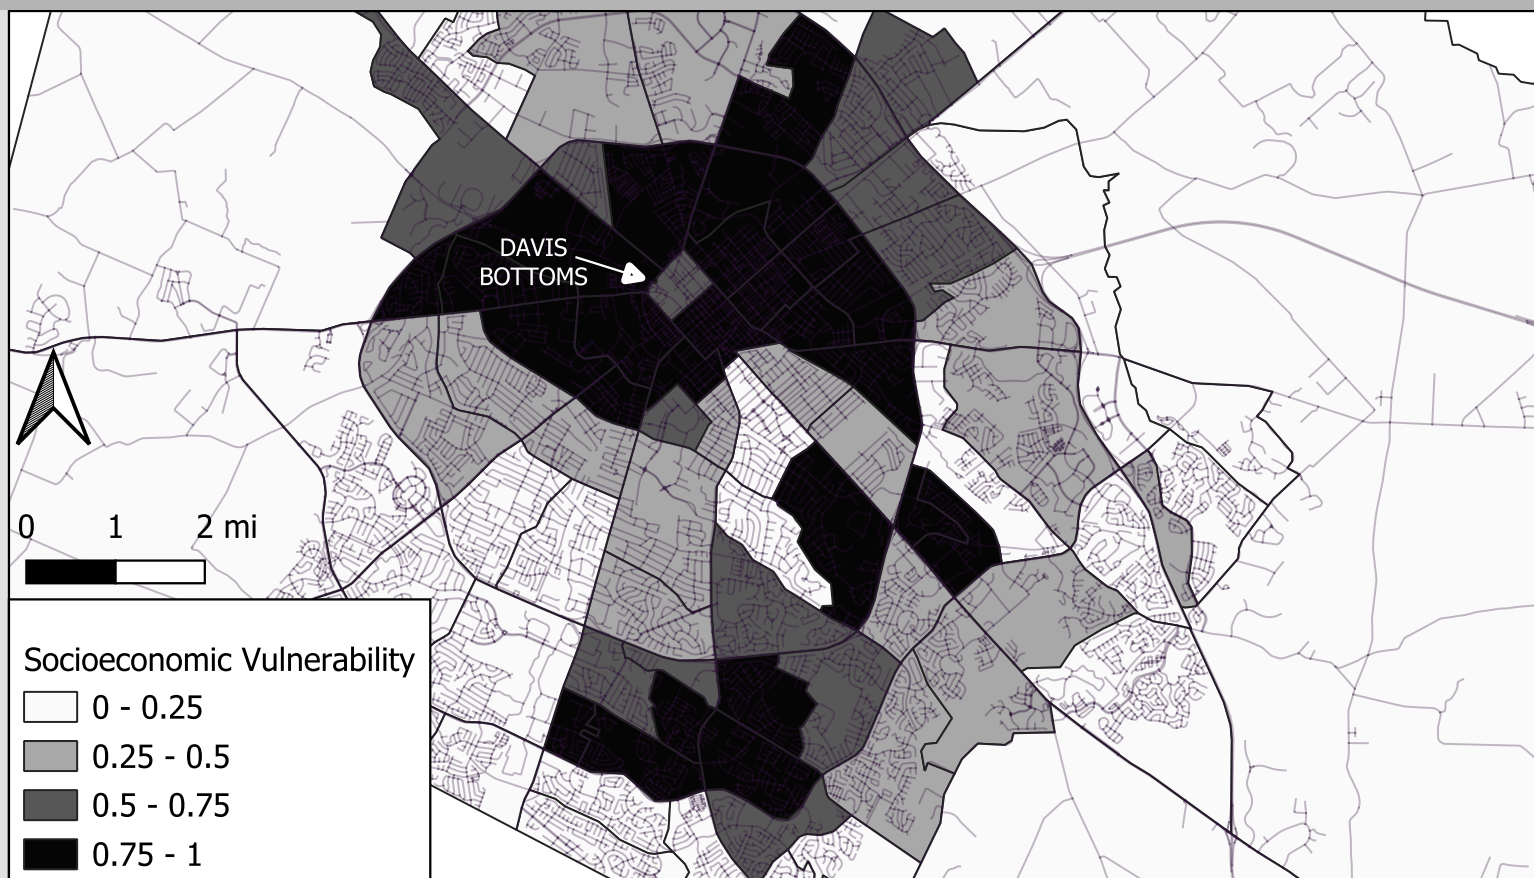 DAVIS
BOTTOMS
0 1 2 mi
Socioeconomic Vulnerability
0 - 0.25
0.25 - 0.5
0.5 - 0.75
0.75 - 1